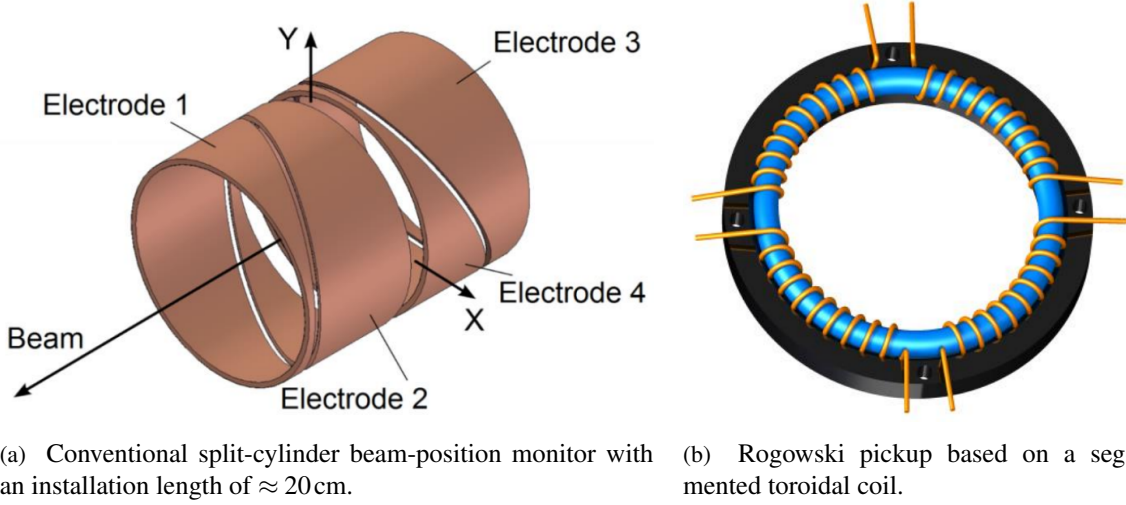 Y
Electrode 3
Electrode 1
Electrode 4
X
Beam
Electrode 2
(a) Conventional split-cylinder beam-position monitor with
an installation length of ≈ 20 cm.
(b) Rogowski pickup based on a seg
mented toroidal coil.